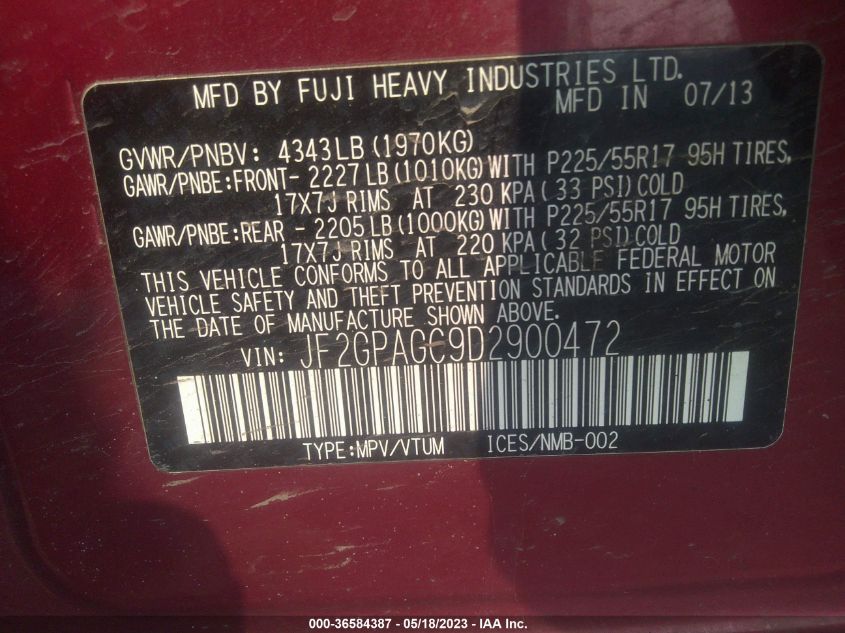 MFD BY FUJI HEAVY INDUSTRIES LTD.
MFD IN 07/13
GVWR/PNBV: 4343LB(1970KG)
GAWR/PNBE:FRONT- 2227LB(1010KG)WITH P225/55R17 95H TIRES,
17X7J RIMS AT 230 KPA(33 PSI)COLD
GAWR/PNBE:REAR - 2205LB(1000KG)WITH P225/55R17 95H TIRES,
17X7J RIMS AT 220 KPA(32 PSI)COLD
THIS VEHICLE CONFORMS TO ALL APPLICABLE FEDERAL MOTOR
VEHICLE SAFETY AND THEFT PREVENTION STANDARDS IN EFFECT ON
THE DATE OF MANUFACTURE SHOWN ABOVE.
VIN: JF2GPAGC9D2900472
TYPE:MPV/VTUM ICES/NMB-002
000-36584387 - 05/18/2023 - IAA Inc.